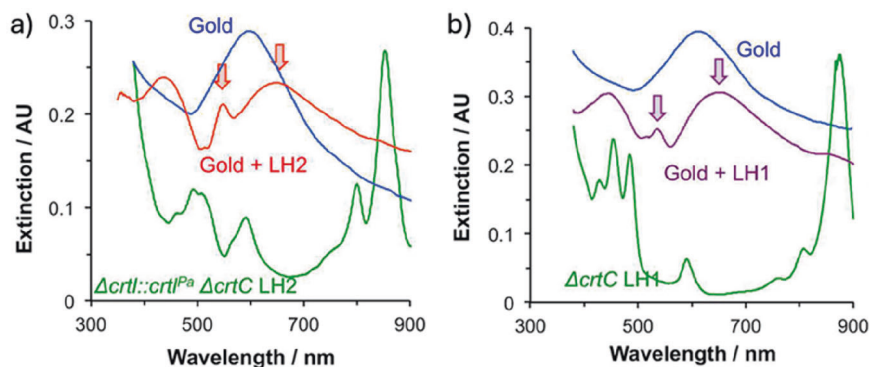 a)
0.3
0.2
0.1
0
Extinction / AU
Gold
Gold + LH2
ΔcrtI::crtI^Pa ΔcrtC LH2
300 500 700 900
Wavelength / nm
b)
0.4
0.3
0.2
0.1
0
Extinction / AU
Gold
Gold + LH1
ΔcrtC LH1
300 500 700 900
Wavelength / nm